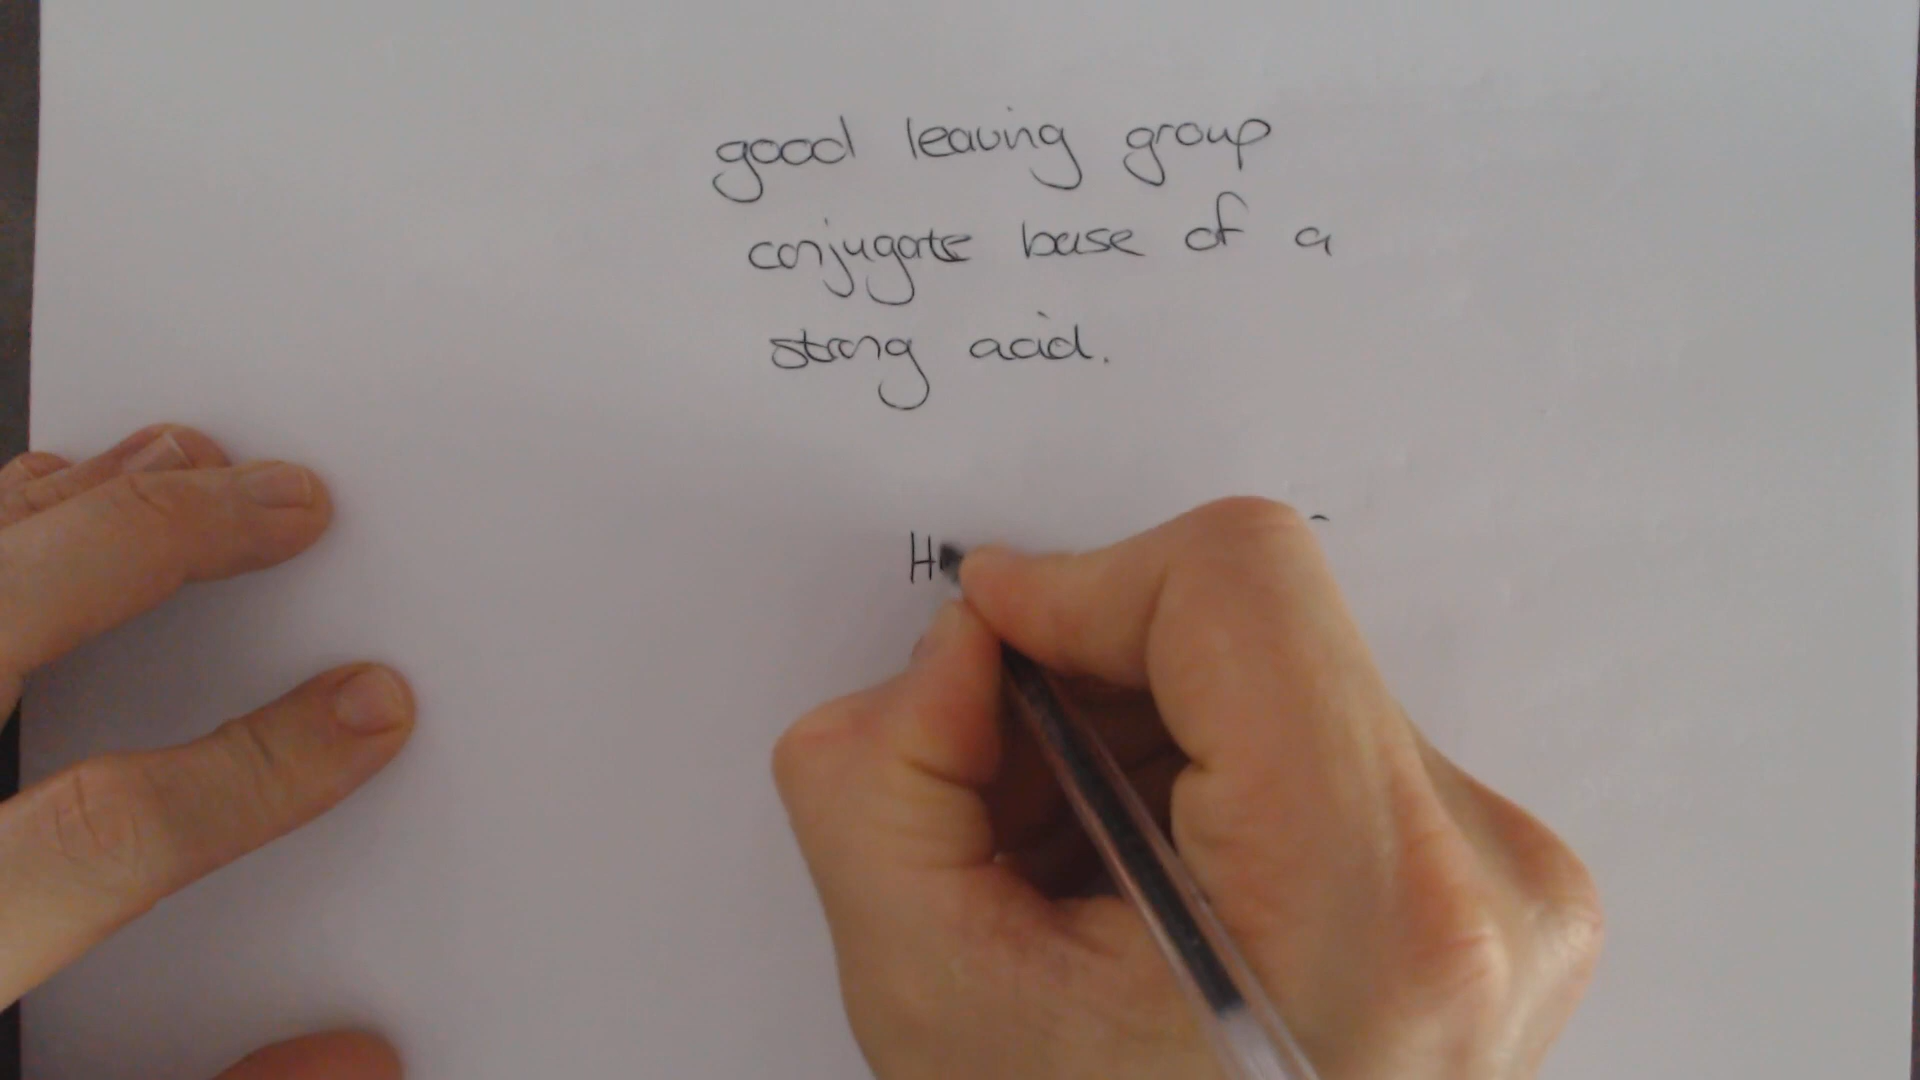 good leaving group
conjugate base of a
strong acid.
H